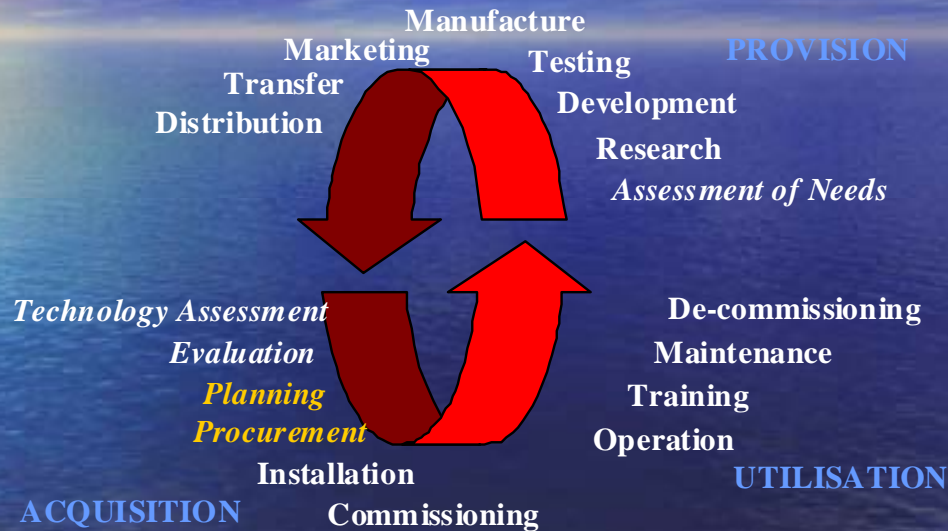 Manufacture
Marketing
Testing
PROVISION
Transfer
Development
Distribution
Research
Assessment of Needs
Technology Assessment
De-commissioning
Evaluation
Maintenance
Planning
Training
Procurement
Operation
Installation
UTILISATION
ACQUISITION
Commissioning